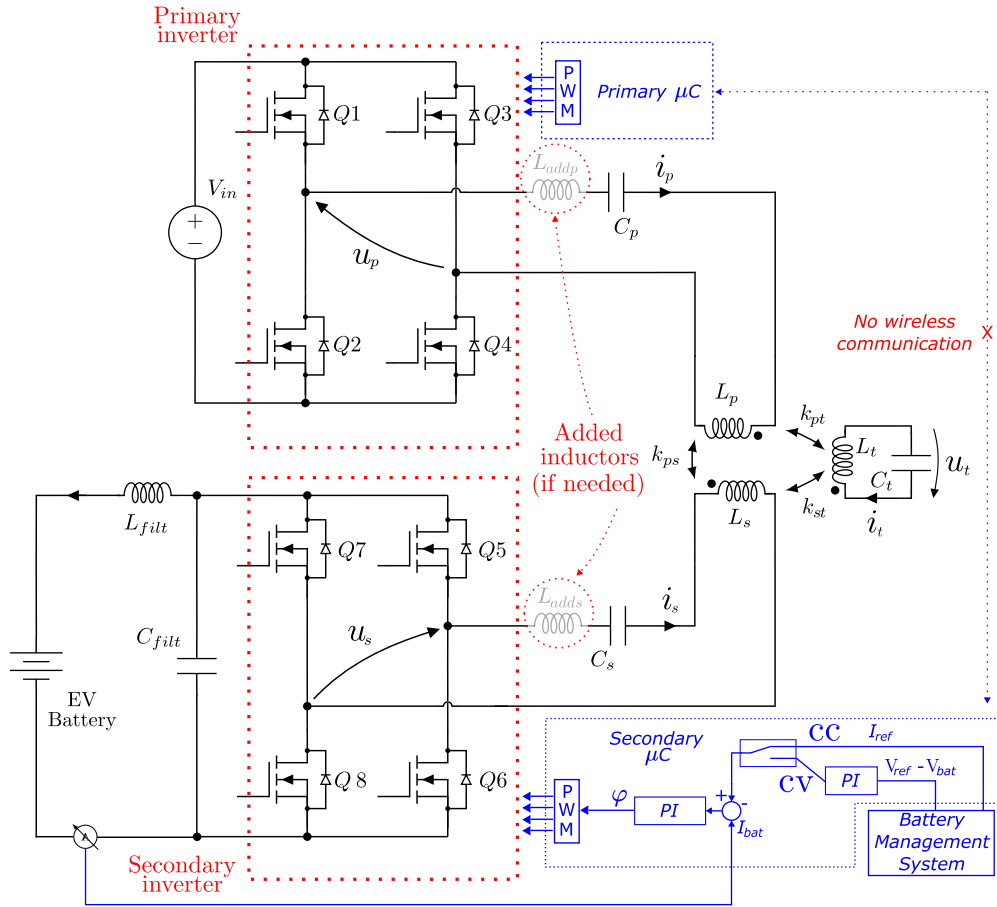 Primary
inverter
P
W
M
Primary μC
Q1
Q3
V_in
+
−
L_addp
i_p
C_p
u_p
Q2
Q4
No wireless
communication
X
L_p
k_pt
Added
inductors
(if needed)
k_ps
L_t
C_t
u_t
k_st
i_t
L_s
L_filt
Q7
Q5
C_filt
u_s
L_adds
i_s
C_s
EV
Battery
Q8
Q6
Secondary
μC
cc
I_ref
cv
V_ref - V_bat
PI
P
W
M
φ
PI
+
-
I_bat
Battery
Management
System
A
Secondary
inverter